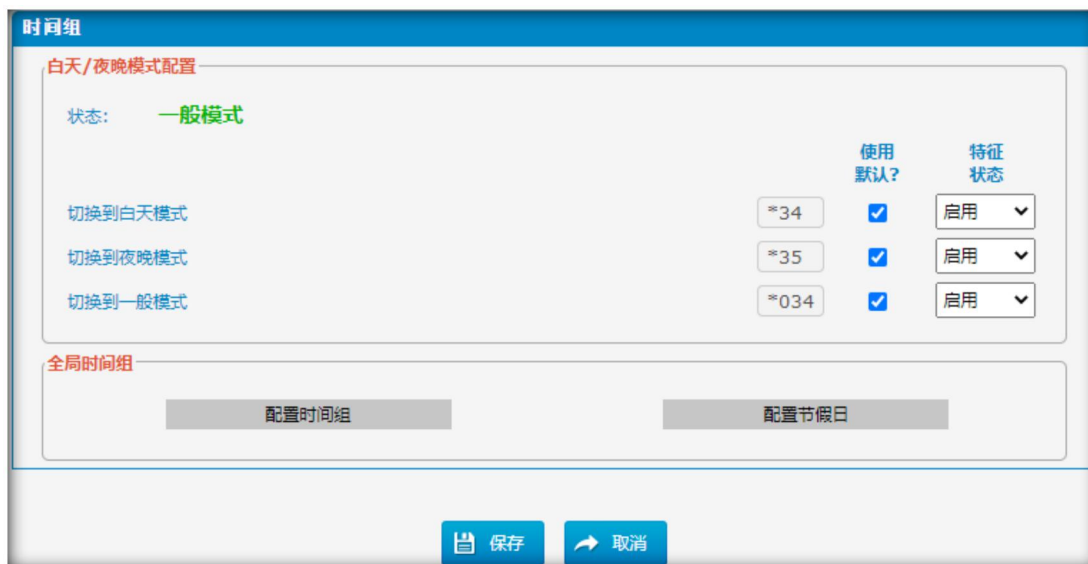 时间组
白天/夜晚模式配置
状态: 一般模式
使用 特征
默认? 状态
切换到白天模式 *34 启用
切换到夜晚模式 *35 启用
切换到一般模式 *034 启用
全局时间组
配置时间组 配置节假日
保存 取消